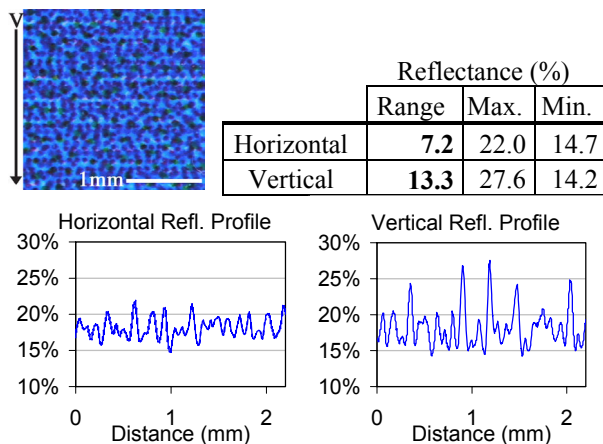 V
1mm
Reflectance (%)
Range Max. Min.
Horizontal 7.2 22.0 14.7
Vertical 13.3 27.6 14.2
Horizontal Refl. Profile
30%
25%
20%
15%
10%
0 1 2
Distance (mm)
Vertical Refl. Profile
30%
25%
20%
15%
10%
0 1 2
Distance (mm)